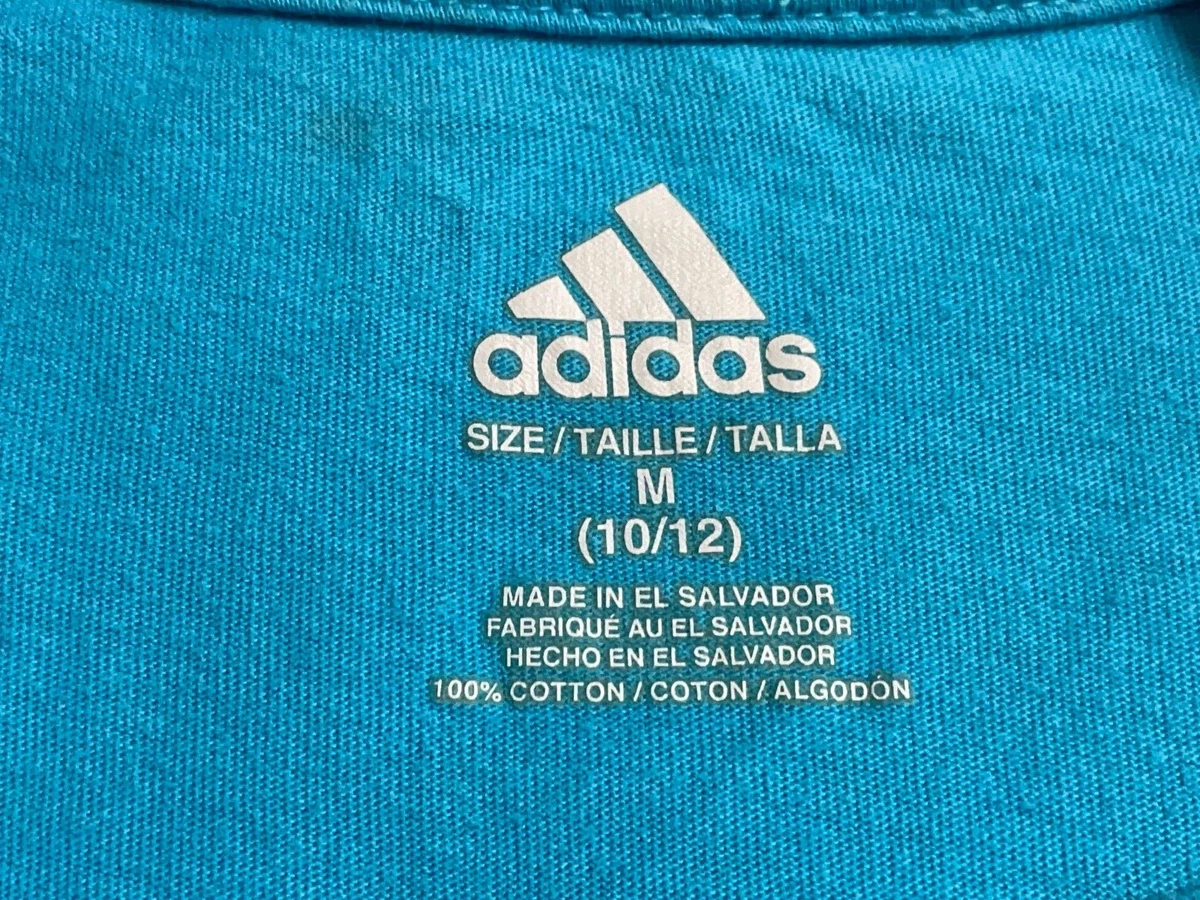 adidas
SIZE / TAILLE / TALLA
M
(10/12)
MADE IN EL SALVADOR
FABRIQUÉ AU EL SALVADOR
HECHO EN EL SALVADOR
100% COTTON / COTON / ALGODÓN